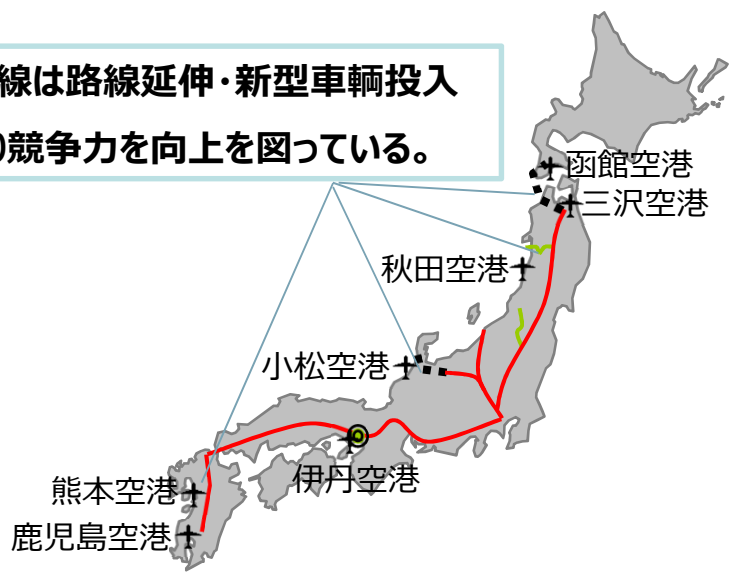 線は路線延伸・新型車輌投入
競争力を向上を図っている。
函館空港
三沢空港
秋田空港
小松空港
伊丹空港
熊本空港
鹿児島空港